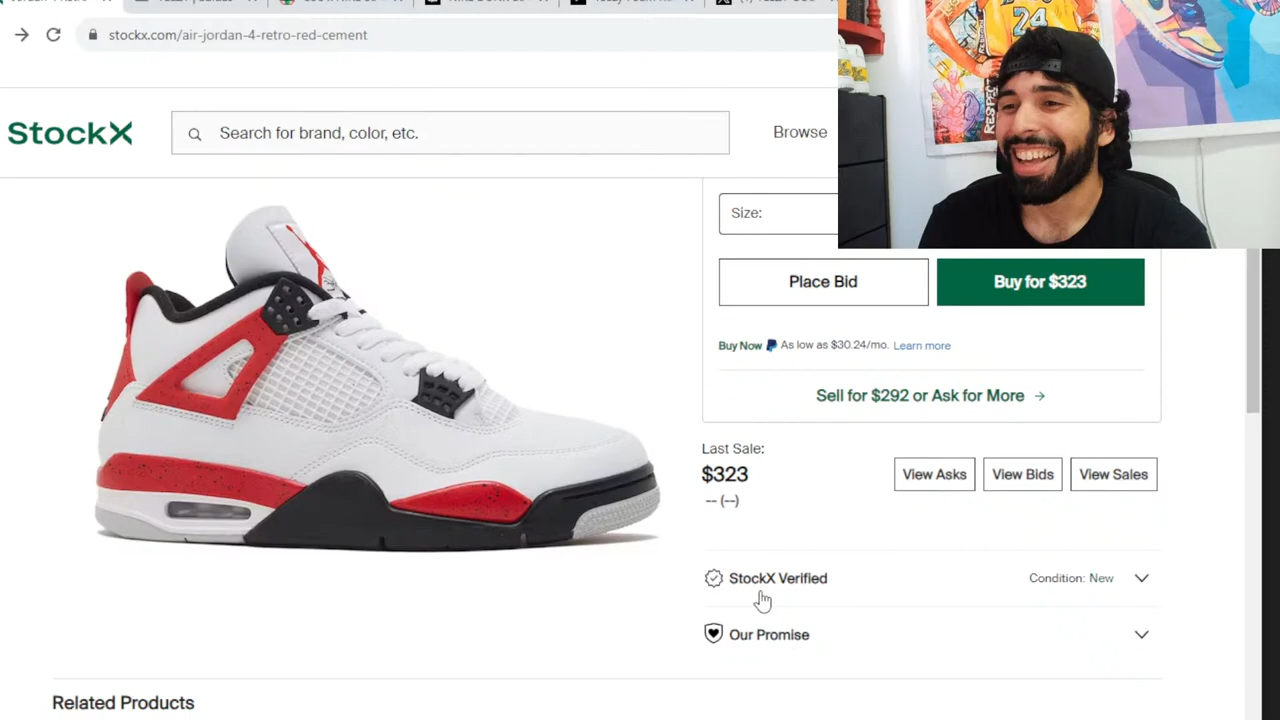 stockx.com/air-jordan-4-retro-red-cement
24
RESPECT
StockX
Search for brand, color, etc.
Browse
Size:
Place Bid
Buy for $323
Buy Now
As low as $30.24/mo. Learn more
Sell for $292 or Ask for More →
Last Sale:
$323
-- (--)
View Asks
View Bids
View Sales
StockX Verified
Condition: New
Our Promise
Related Products